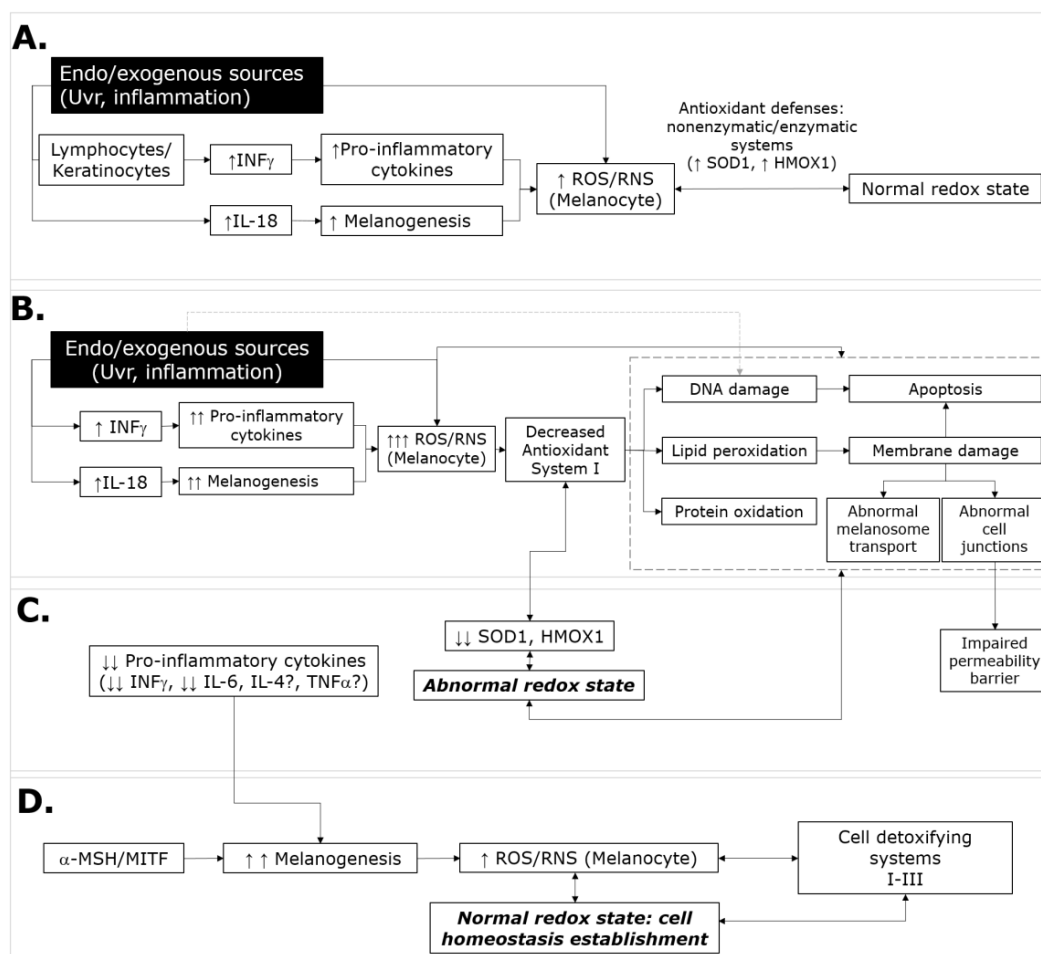 A.
Endo/exogenous sources
(Uvr, inflammation)
Antioxidant defenses:
nonenzymatic/enzymatic
systems
(↑ SOD1, ↑ HMOX1)
Lymphocytes/
Keratinocytes
↑INFγ
↑Pro-inflammatory
cytokines
↑ ROS/RNS
(Melanocyte)
Normal redox state
↑IL-18
↑ Melanogenesis
B.
Endo/exogenous sources
(Uvr, inflammation)
↑ INFγ
↑↑ Pro-inflammatory
cytokines
↑↑↑ ROS/RNS
(Melanocyte)
Decreased
Antioxidant
System I
DNA damage
Apoptosis
Lipid peroxidation
Membrane damage
↑IL-18
↑↑ Melanogenesis
Protein oxidation
Abnormal
melanosome
transport
Abnormal
cell
junctions
C.
↓↓ Pro-inflammatory cytokines
(↓↓ INFγ, ↓↓ IL-6, IL-4?, TNFα?)
↓↓ SOD1, HMOX1
Abnormal redox state
Impaired
permeability
barrier
D.
α-MSH/MITF
↑ ↑ Melanogenesis
↑ ROS/RNS (Melanocyte)
Cell detoxifying
systems
I-III
Normal redox state: cell
homeostasis establishment